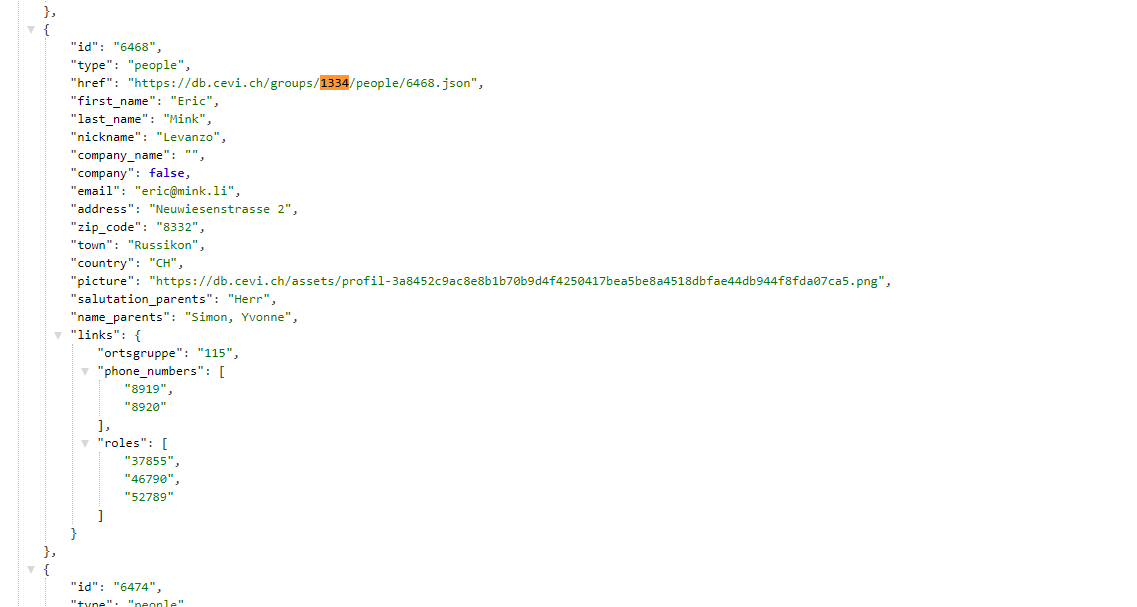 },
{
"id": "6468",
"type": "people",
"href": "https://db.cevi.ch/groups/1334/people/6468.json",
"first_name": "Eric",
"last_name": "Mink",
"nickname": "Levanzo",
"company_name": "",
"company": false,
"email": "eric@mink.li",
"address": "Neuwiesenstrasse 2",
"zip_code": "8332",
"town": "Russikon",
"country": "CH",
"picture": "https://db.cevi.ch/assets/profil-3a8452c9ac8e8b1b70b9d4f4250417bea5be8a4518dbfae44db944f8fda07ca5.png",
"salutation_parents": "Herr",
"name_parents": "Simon, Yvonne",
"links": {
"ortsgruppe": "115",
"phone_numbers": [
"8919",
"8920"
],
"roles": [
"37855",
"46790",
"52789"
]
}
},
{
"id": "6474",
"type": "people"